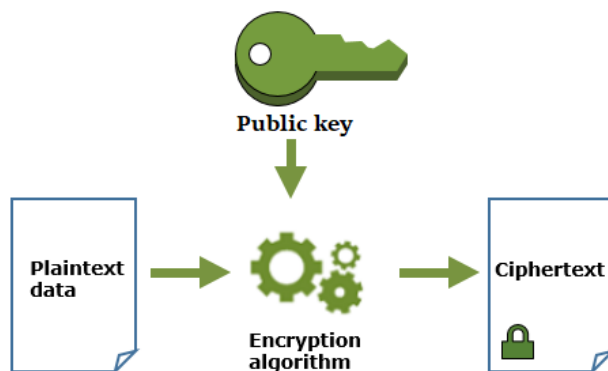 Public key
Plaintext
data
Encryption
algorithm
Ciphertext